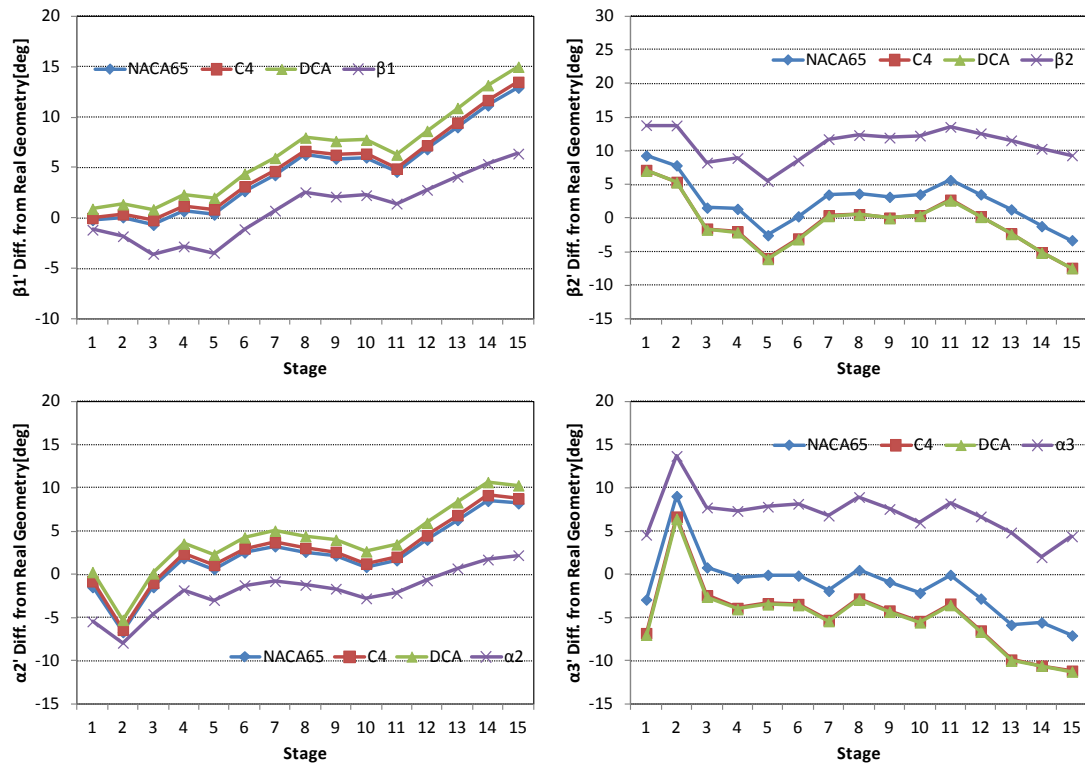 β1' Diff. from Real Geometry[deg]
20
15
10
5
0
-5
-10
NACA65 C4 DCA β1
1 2 3 4 5 6 7 8 9 10 11 12 13 14 15
Stage
β2' Diff. from Real Geometry[deg]
30
25
20
15
10
5
0
-5
-10
-15
NACA65 C4 DCA β2
1 2 3 4 5 6 7 8 9 10 11 12 13 14 15
Stage
α2' Diff. from Real Geometry[deg]
20
15
10
5
0
-5
-10
-15
NACA65 C4 DCA α2
1 2 3 4 5 6 7 8 9 10 11 12 13 14 15
Stage
α3' Diff. from Real Geometry[deg]
20
15
10
5
0
-5
-10
-15
NACA65 C4 DCA α3
1 2 3 4 5 6 7 8 9 10 11 12 13 14 15
Stage